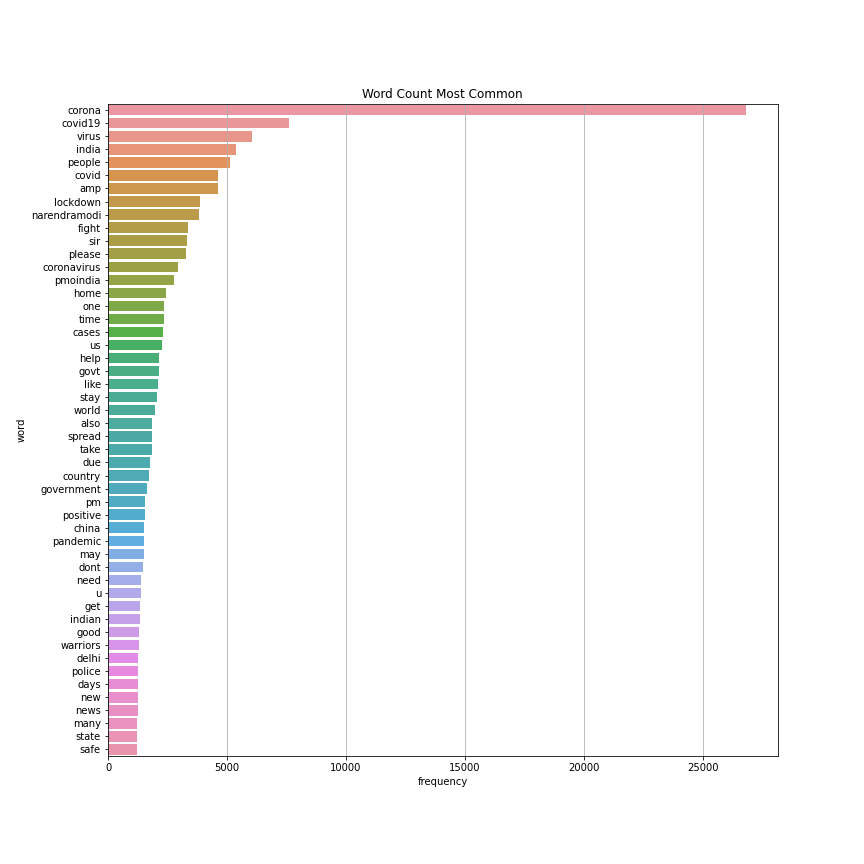 Word Count Most Common
corona
covid19
virus
india
people
covid
amp
lockdown
narendramodi
fight
sir
please
coronavirus
pmoindia
home
one
time
cases
us
help
govt
like
stay
world
also
spread
take
due
country
government
pm
positive
china
pandemic
may
dont
need
u
get
indian
good
warriors
delhi
police
days
new
news
many
state
safe
word
0 5000 10000 15000 20000 25000
frequency